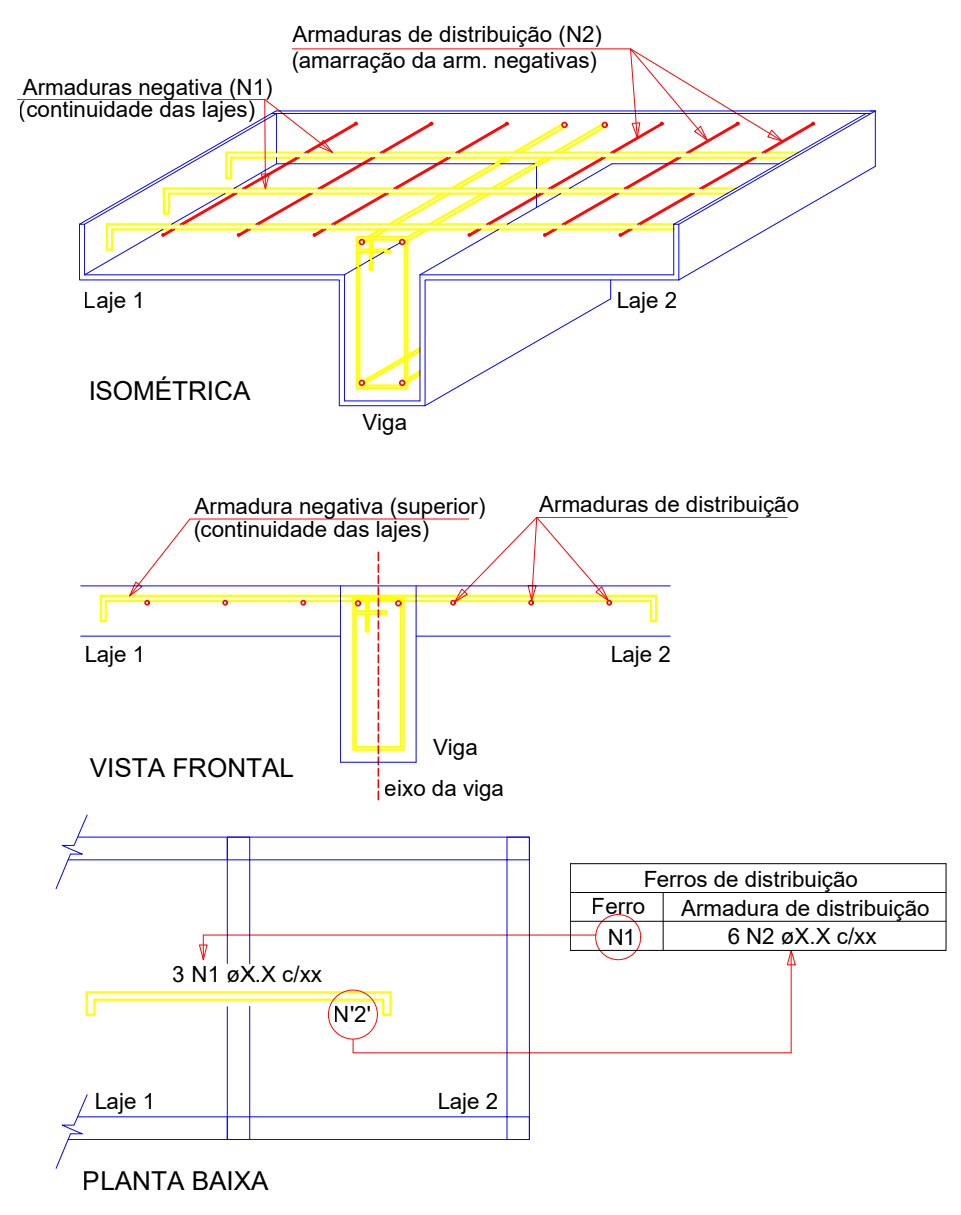 Armaduras de distribuição (N2)
(amarração da arm. negativas)
Armaduras negativa (N1)
(continuidade das lajes)
Laje 1
Laje 2
ISOMÉTRICA
Viga
Armadura negativa (superior)
(continuidade das lajes)
Armaduras de distribuição
Laje 1
Laje 2
Viga
VISTA FRONTAL
eixo da viga
Ferros de distribuição
Ferro Armadura de distribuição
N1 6 N2 øX.X c/xx
3 N1 øX.X c/xx
N'2'
Laje 1
Laje 2
PLANTA BAIXA